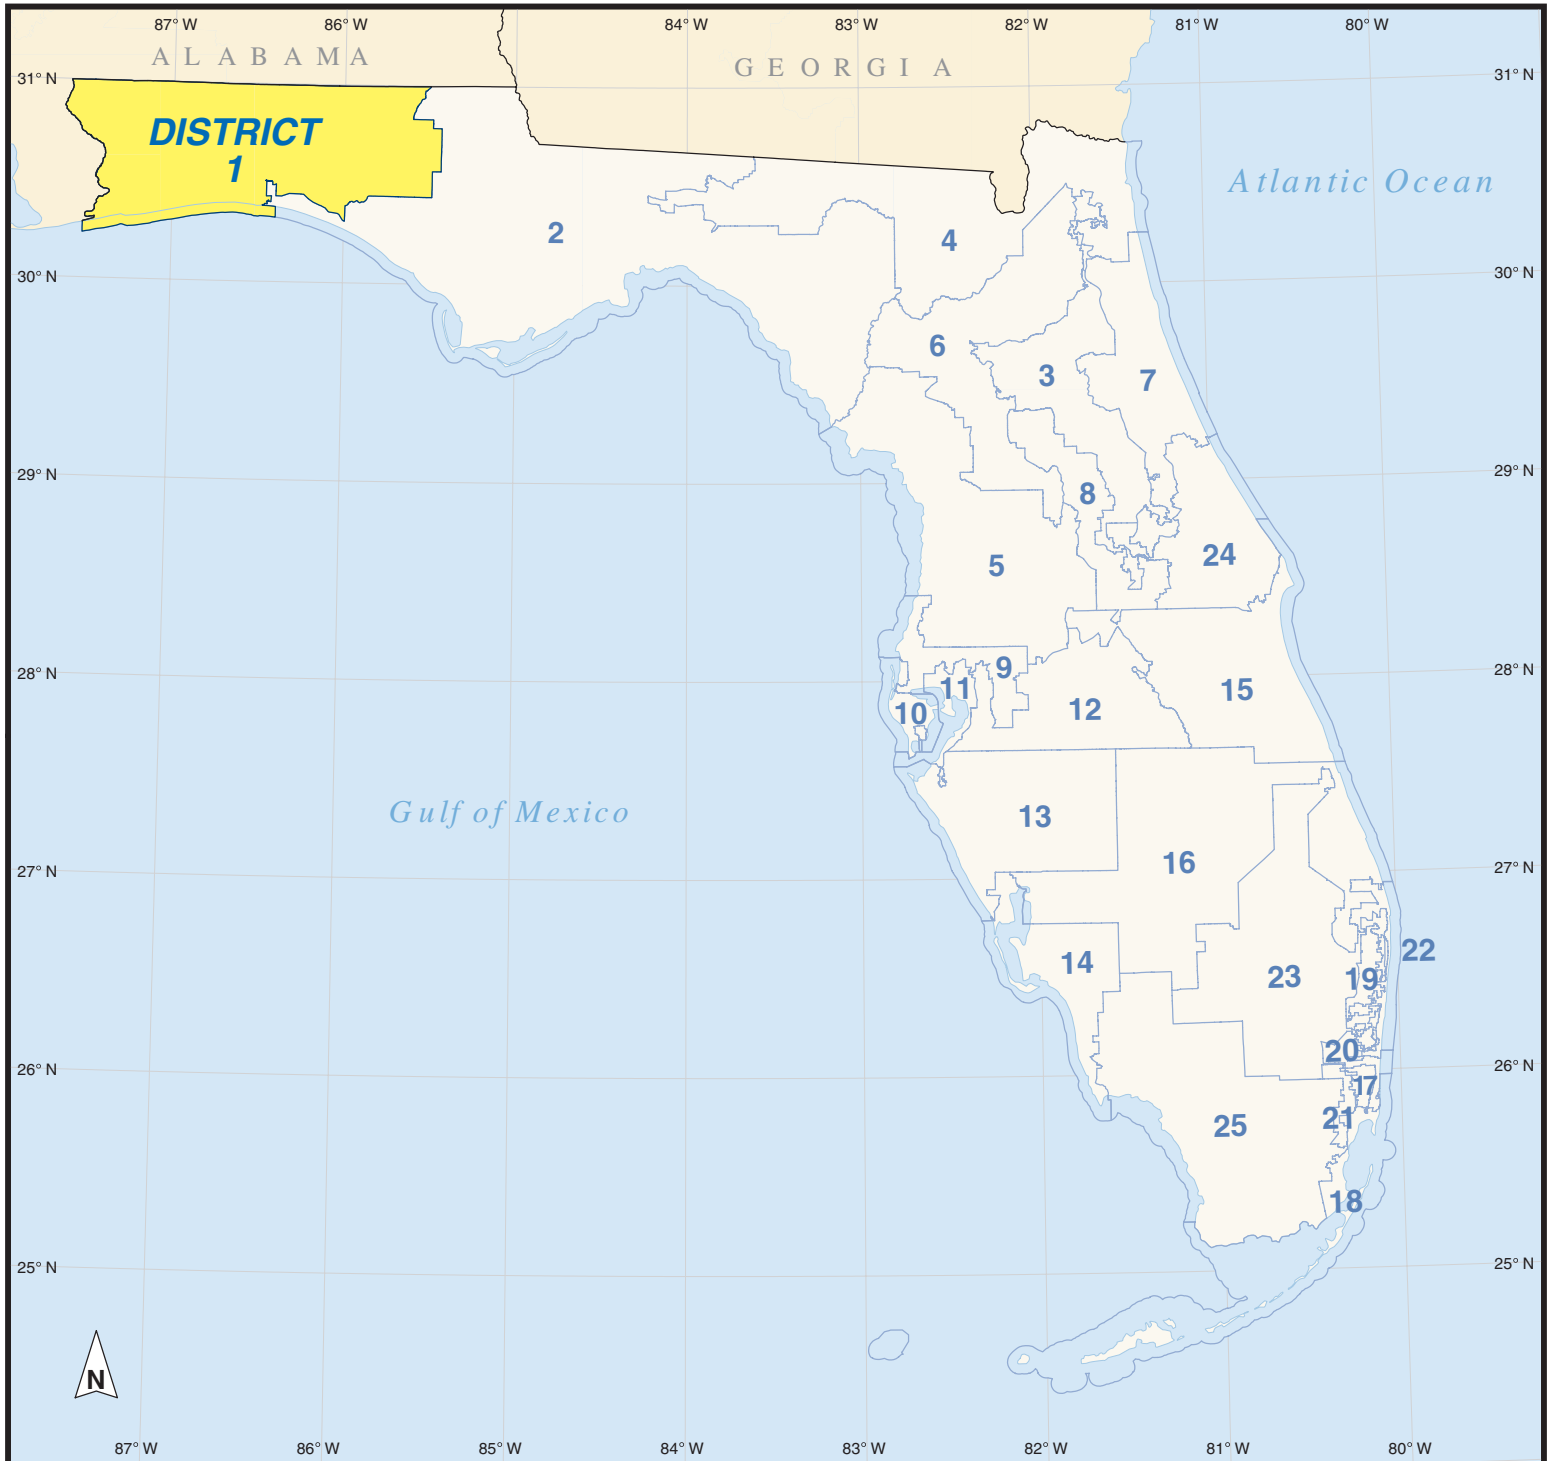 87° W 86° W 84° W 83° W 82° W 81° W 80° W
ALABAMA
GEORGIA
31° N 31° N
DISTRICT
1
Atlantic Ocean
2
4
30° N 30° N
6
3
7
29° N 29° N
8
24
5
28° N 28° N
9
11
15
10
12
Gulf of Mexico
13
16
27° N 27° N
22
14
23
19
20
26° N 26° N
17
21
25
18
25° N 25° N
N
87° W 86° W 85° W 84° W 83° W 82° W 81° W 80° W